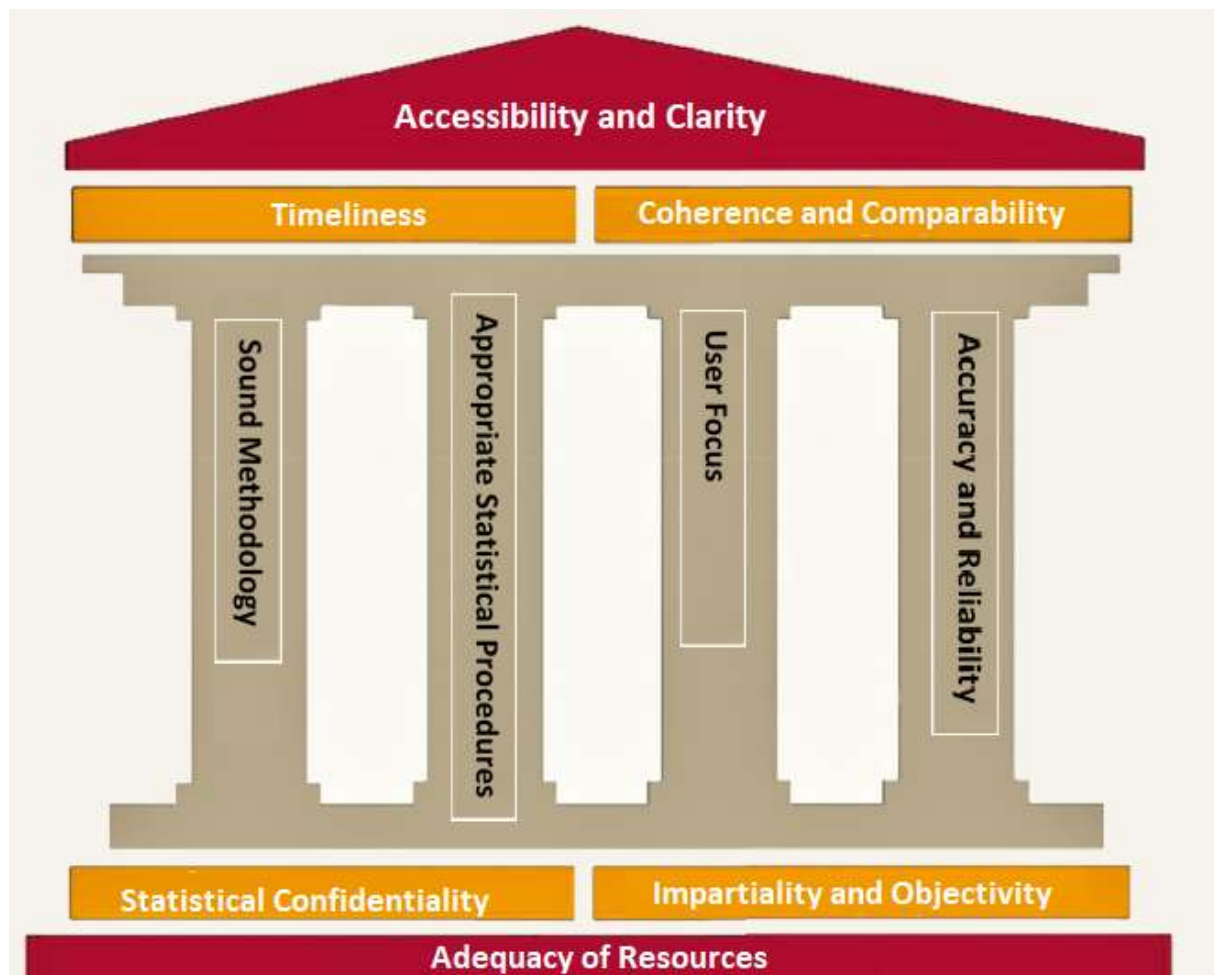 Accessibility and Clarity
Timeliness
Coherence and Comparability
Sound Methodology
Appropriate Statistical Procedures
User Focus
Accuracy and Reliability
Statistical Confidentiality
Impartiality and Objectivity
Adequacy of Resources